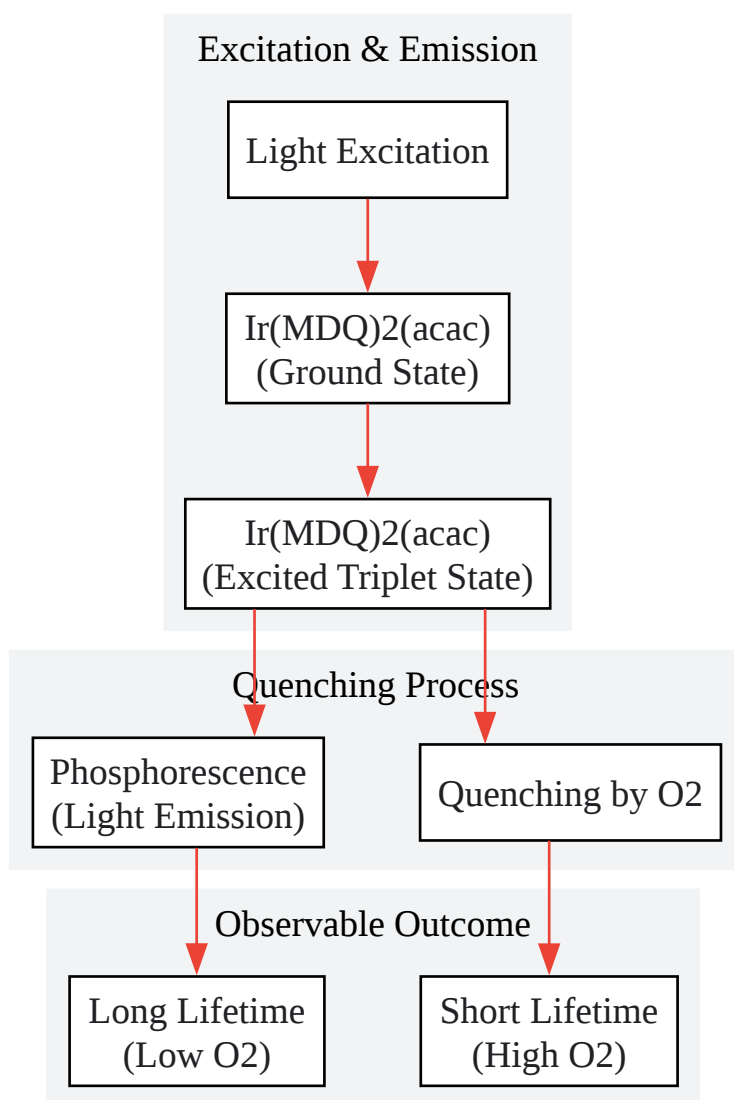 Excitation & Emission
Light Excitation
Ir(MDQ)2(acac)
(Ground State)
Ir(MDQ)2(acac)
(Excited Triplet State)
Quenching Process
Phosphorescence
(Light Emission)
Quenching by O2
Observable Outcome
Long Lifetime
(Low O2)
Short Lifetime
(High O2)